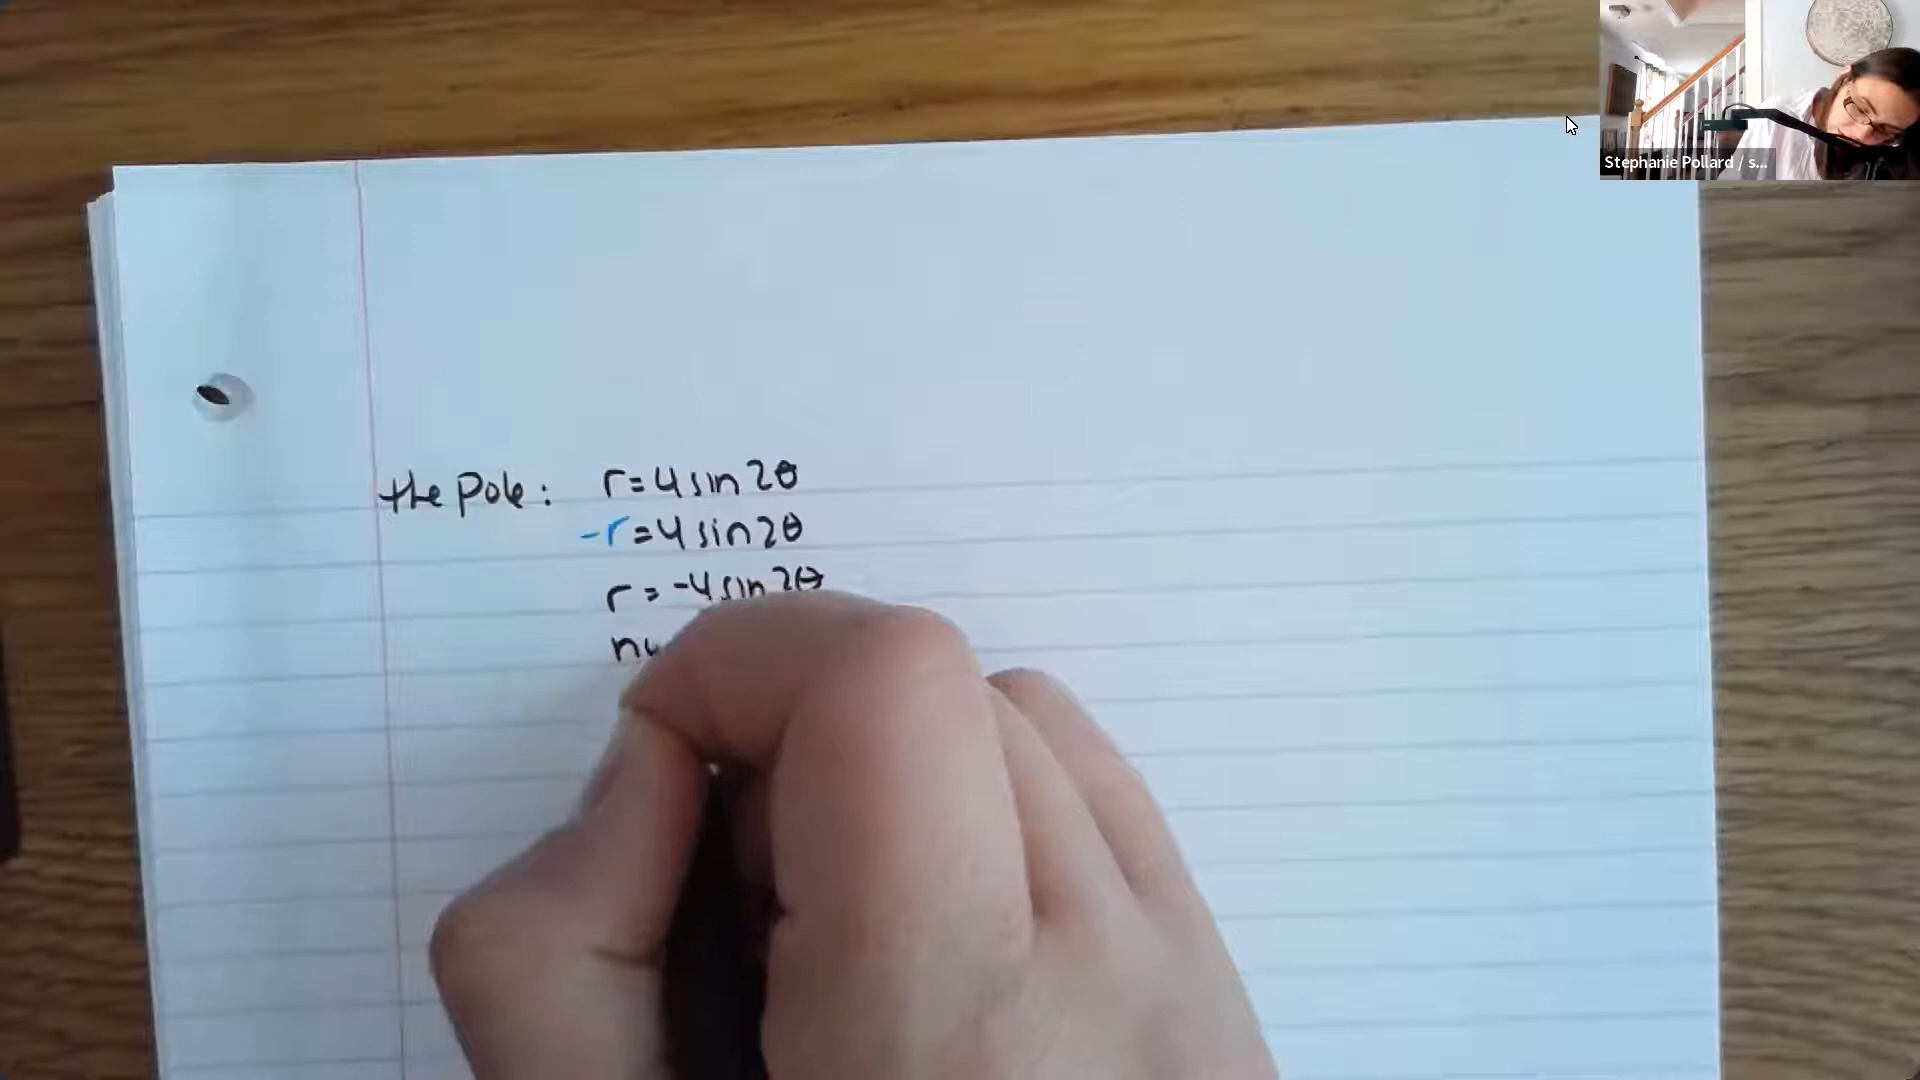 Stephanie Pollard / s...
the pole: r=4sin2θ
-r=4sin2θ
r=-4sin2θ